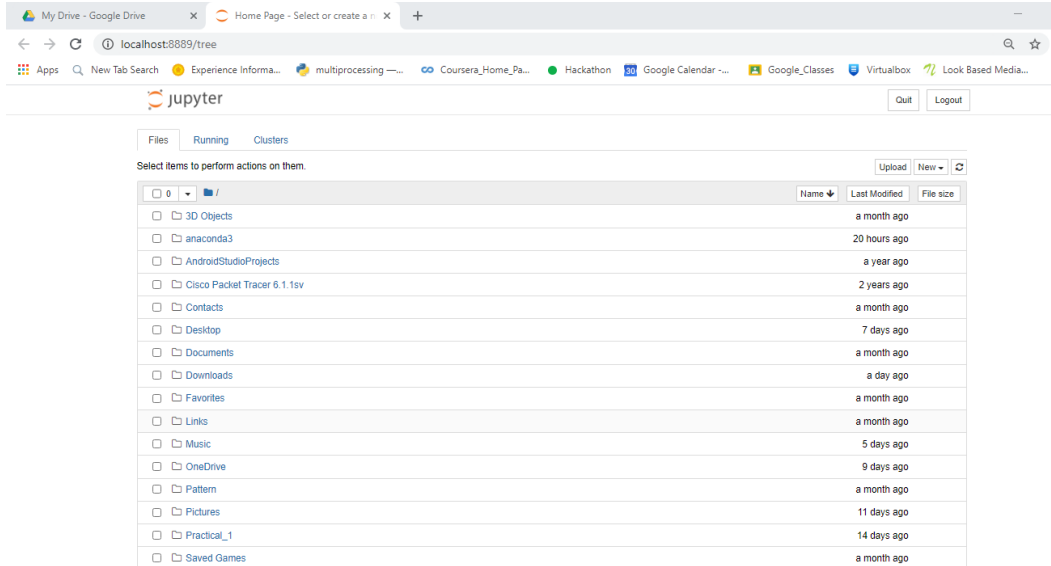 My Drive - Google Drive Home Page - Select or create a n
localhost:8889/tree
Apps New Tab Search Experience Informa... multiprocessing —... Coursera_Home_Pa... Hackathon 30 Google Calendar -... Google_Classes Virtualbox Look Based Media...
jupyter Quit Logout
Files Running Clusters
Select items to perform actions on them. Upload New
0 / Name Last Modified File size
3D Objects a month ago
anaconda3 20 hours ago
AndroidStudioProjects a year ago
Cisco Packet Tracer 6.1.1sv 2 years ago
Contacts a month ago
Desktop 7 days ago
Documents a month ago
Downloads a day ago
Favorites a month ago
Links a month ago
Music 5 days ago
OneDrive 9 days ago
Pattern a month ago
Pictures 11 days ago
Practical_1 14 days ago
Saved Games a month ago